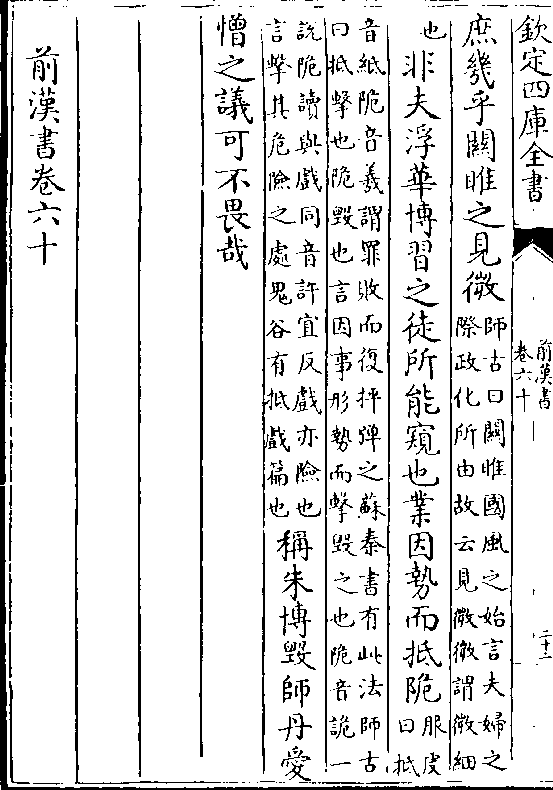 欽定四庫全書
前漢書
卷六十
二十二
庶幾乎關雎之見微師古曰關雎國風之始言夫婦之
際政化所由故云見微微謂微細
也非夫浮華博習之徒所能窺也業因勢而抵陒服虔
曰抵
音紙陒音羲謂罪敗而復抨彈之蘇秦書有此法師古
曰抵擊也陒毀也言因事形勢而擊毀之也陒音詭一
說陒讀與戲同音許宜反戲亦險也
言擊其危險之處鬼谷有抵戲篇也稱朱博毀師丹愛
憎之議可不畏哉
前漢書卷六十